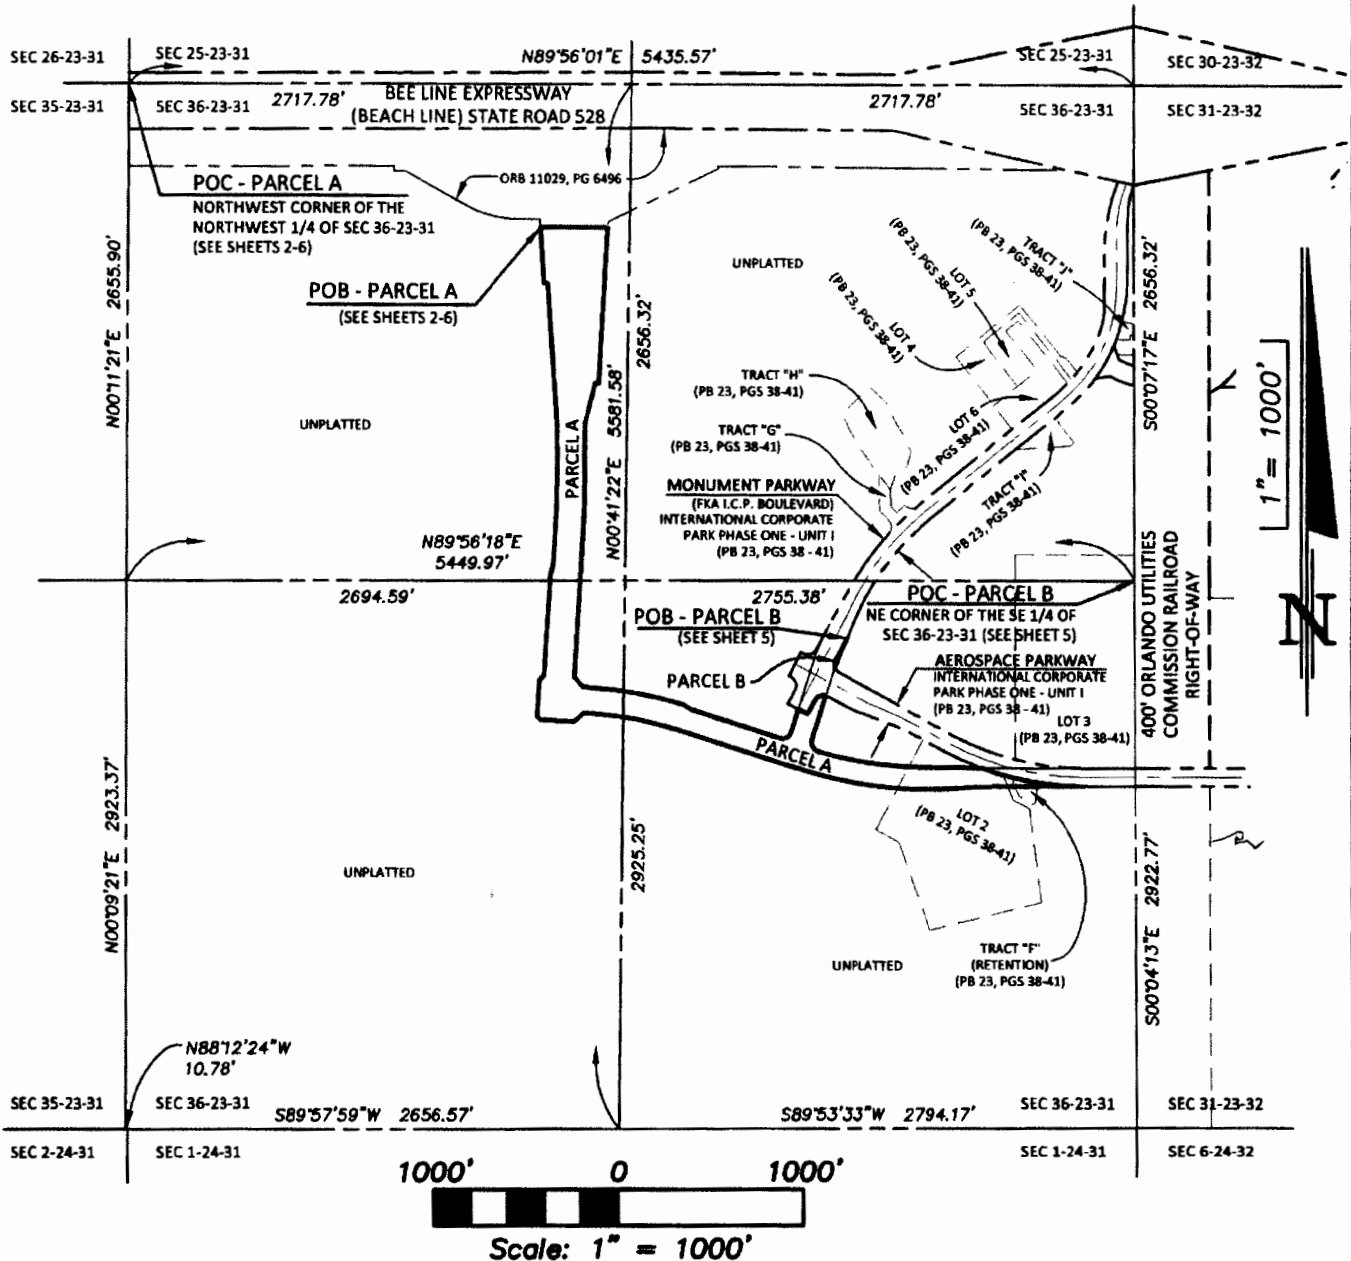 SEC 26-23-31
SEC 25-23-31
N89°56'01"E 5435.57'
SEC 25-23-31
SEC 30-23-32
SEC 35-23-31
SEC 36-23-31
2717.78'
BEE LINE EXPRESSWAY
(BEACH LINE) STATE ROAD 528
2717.78'
SEC 36-23-31
SEC 31-23-32
POC - PARCEL A
NORTHWEST CORNER OF THE
NORTHWEST 1/4 OF SEC 36-23-31
(SEE SHEETS 2-6)
ORB 11029, PG 6496
POB - PARCEL A
(SEE SHEETS 2-6)
N00°11'21"E 2655.90'
UNPLATTED
UNPLATTED
2656.32'
N00°41'22"E 5581.58'
PARCEL A
TRACT "J"
(PB 23, PGS 38-41)
LOT 5
(PB 23, PGS 38-41)
LOT 4
(PB 23, PGS 38-41)
TRACT "H"
(PB 23, PGS 38-41)
TRACT "G"
(PB 23, PGS 38-41)
LOT 6
(PB 23, PGS 38-41)
TRACT "I"
(PB 23, PGS 38-41)
S00°07'17"E 2656.32'
1" = 1000'
N
MONUMENT PARKWAY
(FKA I.C.P. BOULEVARD)
INTERNATIONAL CORPORATE
PARK PHASE ONE - UNIT I
(PB 23, PGS 38 - 41)
N89°56'18"E
5449.97'
2694.59'
2755.38'
POC - PARCEL B
NE CORNER OF THE SE 1/4 OF
SEC 36-23-31 (SEE SHEET 5)
POB - PARCEL B
(SEE SHEET 5)
PARCEL B
AEROSPACE PARKWAY
INTERNATIONAL CORPORATE
PARK PHASE ONE - UNIT I
(PB 23, PGS 38 - 41)
LOT 3
(PB 23, PGS 38-41)
400' ORLANDO UTILITIES
COMMISSION RAILROAD
RIGHT-OF-WAY
PARCEL A
LOT 2
(PB 23, PGS 38-41)
N00°09'21"E 2923.37'
UNPLATTED
2925.25'
UNPLATTED
TRACT "F"
(RETENTION)
(PB 23, PGS 38-41)
S00°04'13"E 2922.77'
N88°12'24"W
10.78'
SEC 35-23-31
SEC 36-23-31
S89°57'59"W 2656.57'
S89°53'33"W 2794.17'
SEC 36-23-31
SEC 31-23-32
SEC 2-24-31
SEC 1-24-31
SEC 1-24-31
SEC 6-24-32
1000' 0 1000'
Scale: 1" = 1000'